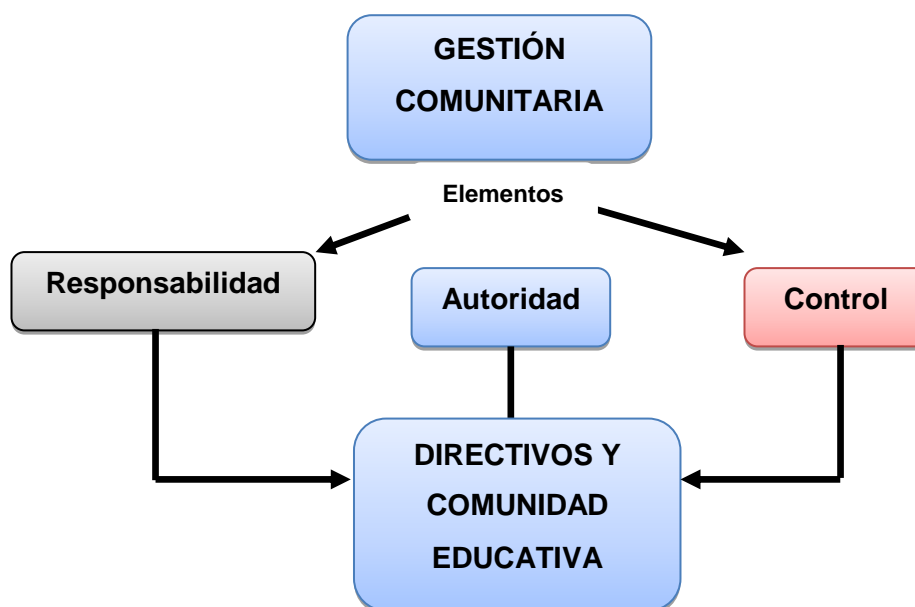 GESTIÓN
COMUNITARIA
Elementos
Responsabilidad
Autoridad
Control
DIRECTIVOS Y
COMUNIDAD
EDUCATIVA